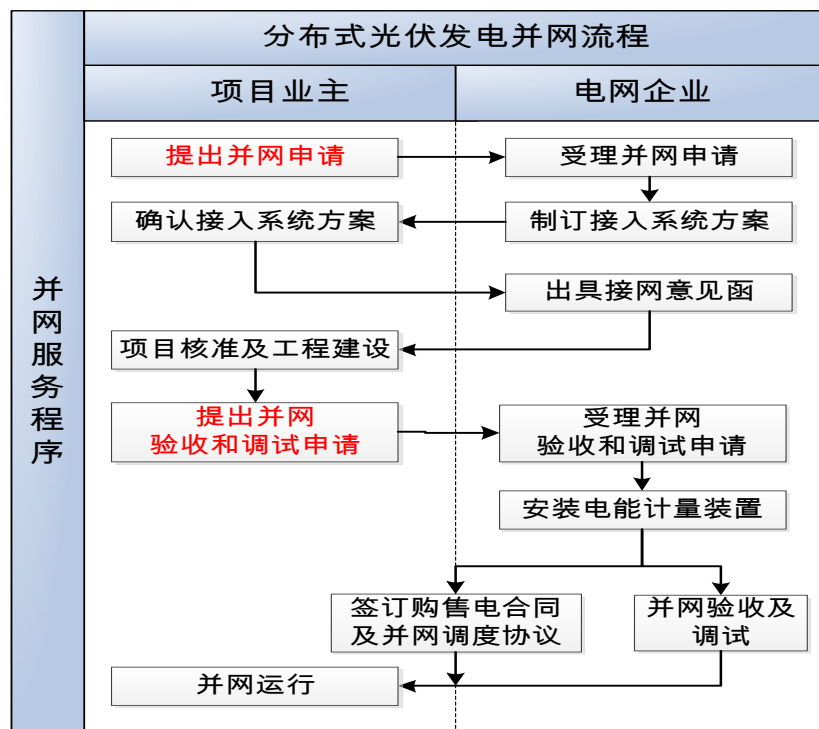 分布式光伏发电并网流程
项目业主
电网企业
并网服务程序
提出并网申请
受理并网申请
确认接入系统方案
制订接入系统方案
出具接网意见函
项目核准及工程建设
提出并网
验收和调试申请
受理并网
验收和调试申请
安装电能计量装置
签订购售电合同
及并网调度协议
并网验收及
调试
并网运行